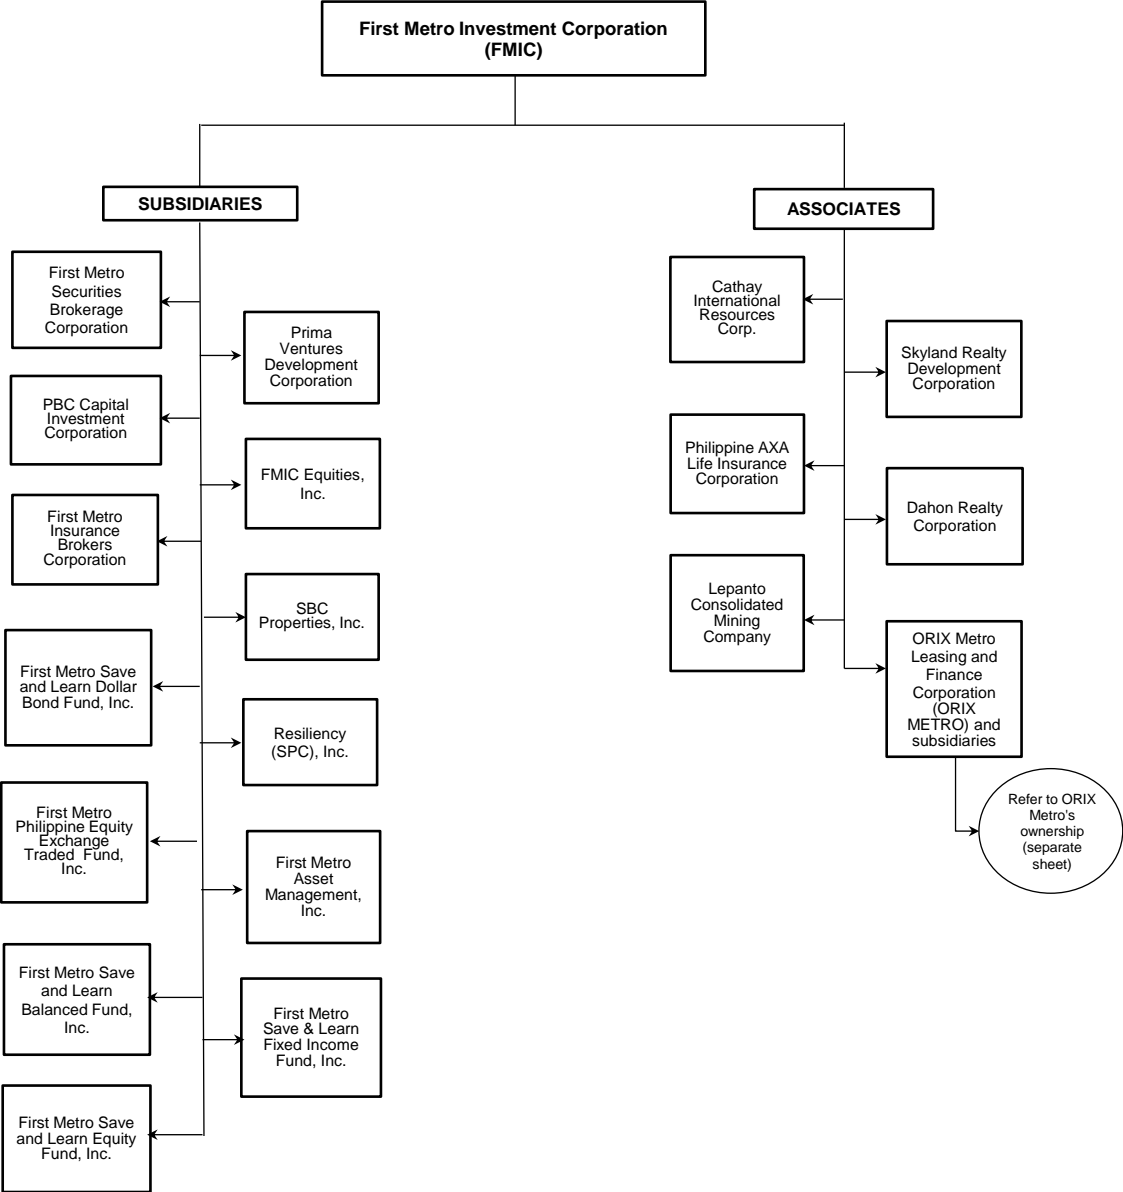 First Metro Investment Corporation
(FMIC)
SUBSIDIARIES
First Metro
Securities
Brokerage
Corporation
Prima
Ventures
Development
Corporation
PBC Capital
Investment
Corporation
FMIC Equities,
Inc.
First Metro
Insurance
Brokers
Corporation
SBC
Properties, Inc.
First Metro Save
and Learn Dollar
Bond Fund, Inc.
Resiliency
(SPC), Inc.
First Metro
Philippine Equity
Exchange
Traded Fund,
Inc.
First Metro
Asset
Management,
Inc.
First Metro Save
and Learn
Balanced Fund,
Inc.
First Metro
Save & Learn
Fixed Income
Fund, Inc.
First Metro Save
and Learn Equity
Fund, Inc.
ASSOCIATES
Cathay
International
Resources
Corp.
Skyland Realty
Development
Corporation
Philippine AXA
Life Insurance
Corporation
Dahon Realty
Corporation
Lepanto
Consolidated
Mining
Company
ORIX Metro
Leasing and
Finance
Corporation
(ORIX
METRO) and
subsidiaries
Refer to ORIX
Metro's
ownership
(separate
sheet)